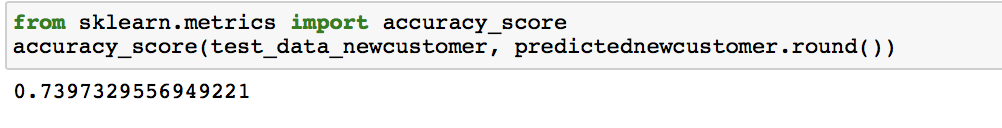 from sklearn.metrics import accuracy_score
accuracy_score(test_data_newcustomer, predictednewcustomer.round())
0.7397329556949221